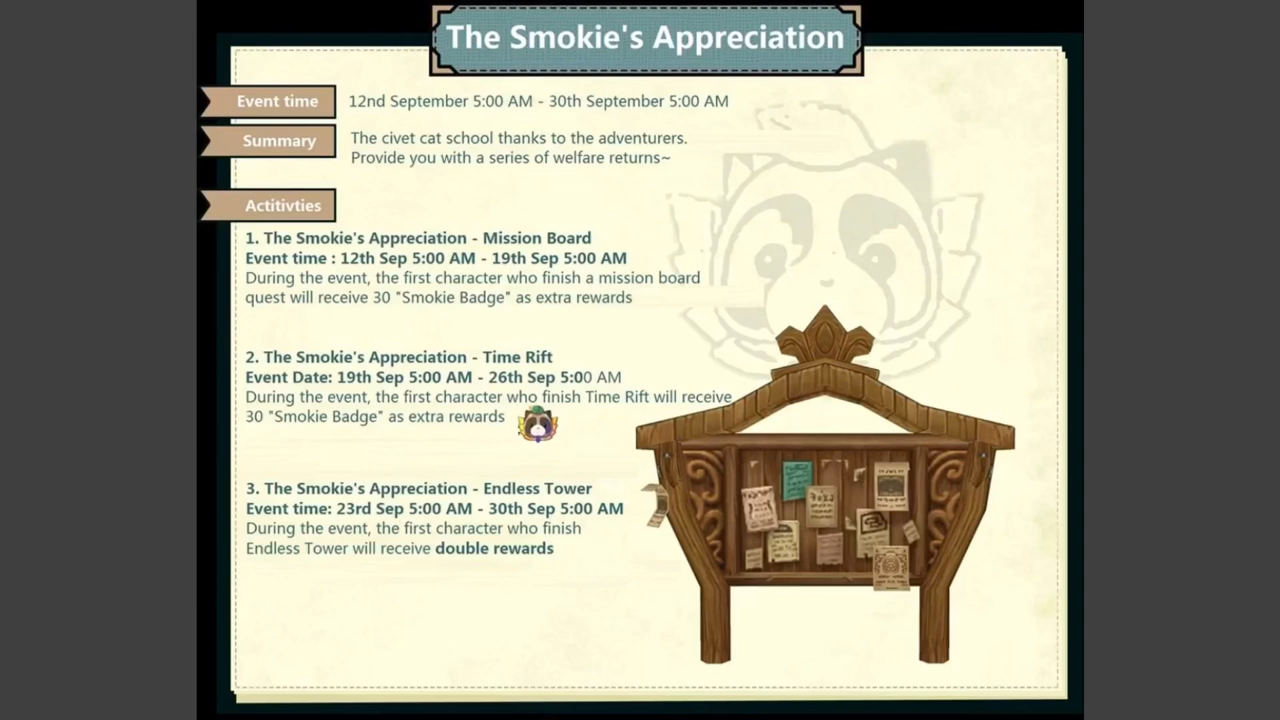 The Smokie's Appreciation
Event time
12nd September 5:00 AM - 30th September 5:00 AM
Summary
The civet cat school thanks to the adventurers.
Provide you with a series of welfare returns~
Actitivties
1. The Smokie's Appreciation - Mission Board
Event time : 12th Sep 5:00 AM - 19th Sep 5:00 AM
During the event, the first character who finish a mission board
quest will receive 30 "Smokie Badge" as extra rewards
2. The Smokie's Appreciation - Time Rift
Event Date: 19th Sep 5:00 AM - 26th Sep 5:00 AM
During the event, the first character who finish Time Rift will receive
30 "Smokie Badge" as extra rewards
3. The Smokie's Appreciation - Endless Tower
Event time: 23rd Sep 5:00 AM - 30th Sep 5:00 AM
During the event, the first character who finish
Endless Tower will receive double rewards